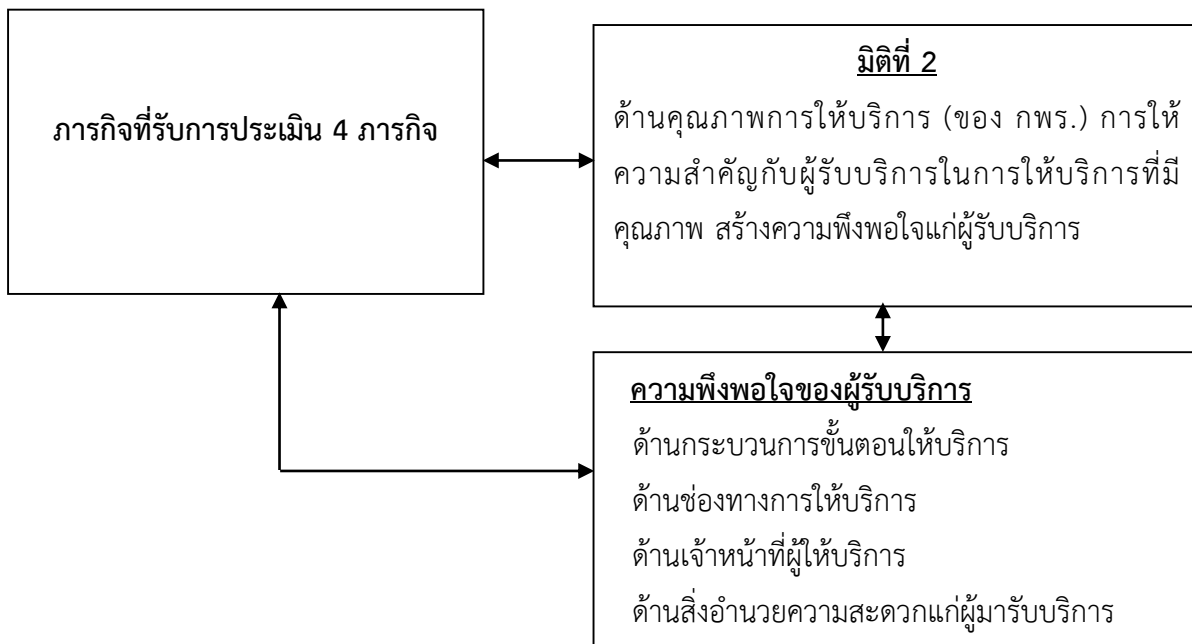 ภารกิจที่รับการประเมิน 4 ภารกิจ
มิติที่ 2
ด้านคุณภาพการให้บริการ (ของ กพร.) การให้
ความสำคัญกับผู้รับบริการในการให้บริการที่มี
คุณภาพ สร้างความพึงพอใจแก่ผู้รับบริการ
ความพึงพอใจของผู้รับบริการ
ด้านกระบวนการขั้นตอนให้บริการ
ด้านช่องทางการให้บริการ
ด้านเจ้าหน้าที่ผู้ให้บริการ
ด้านสิ่งอำนวยความสะดวกแก่ผู้มารับบริการ